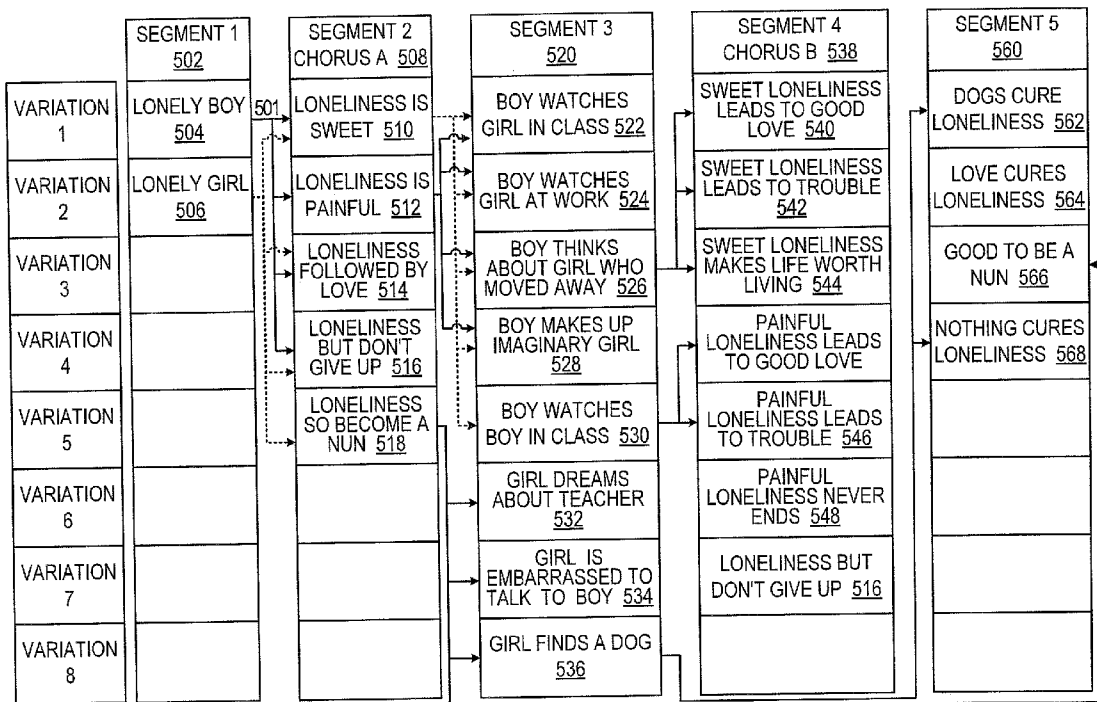 SEGMENT 1
502
SEGMENT 2
CHORUS A 508
SEGMENT 3
520
SEGMENT 4
CHORUS B 538
SEGMENT 5
560
VARIATION
1
LONELY BOY
504
501
LONELINESS IS
SWEET 510
BOY WATCHES
GIRL IN CLASS 522
SWEET LONELINESS
LEADS TO GOOD
LOVE 540
DOGS CURE
LONELINESS 562
VARIATION
2
LONELY GIRL
506
LONELINESS IS
PAINFUL 512
BOY WATCHES
GIRL AT WORK 524
SWEET LONELINESS
LEADS TO TROUBLE
542
LOVE CURES
LONELINESS 564
VARIATION
3
LONELINESS
FOLLOWED BY
LOVE 514
BOY THINKS
ABOUT GIRL WHO
MOVED AWAY 526
SWEET LONELINESS
MAKES LIFE WORTH
LIVING 544
GOOD TO BE A
NUN 566
VARIATION
4
LONELINESS
BUT DON'T
GIVE UP 516
BOY MAKES UP
IMAGINARY GIRL
528
PAINFUL
LONELINESS LEADS
TO GOOD LOVE
NOTHING CURES
LONELINESS 568
VARIATION
5
LONELINESS
SO BECOME A
NUN 518
BOY WATCHES
BOY IN CLASS 530
PAINFUL
LONELINESS LEADS
TO TROUBLE 546
VARIATION
6
GIRL DREAMS
ABOUT TEACHER
532
PAINFUL
LONELINESS NEVER
ENDS 548
VARIATION
7
GIRL IS
EMBARRASSED TO
TALK TO BOY 534
LONELINESS BUT
DON'T GIVE UP 516
VARIATION
8
GIRL FINDS A DOG
536